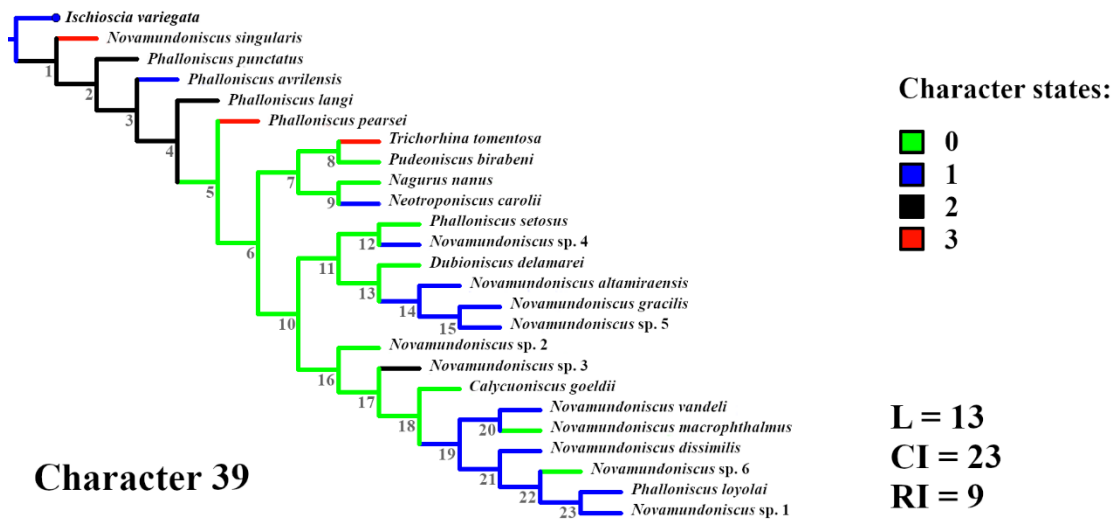 Ischioscia variegata
Novamundoniscus singularis
1
Phalloniscus punctatus
2
Phalloniscus avrilensis
3
Phalloniscus langi
4
Phalloniscus pearsei
5
Trichorhina tomentosa
8
Pudeoniscus birabeni
7
Nagurus nanus
9
Neotroponiscus carolii
6
Phalloniscus setosus
12
Novamundoniscus sp. 4
11
Dubioniscus delamarei
13
Novamundoniscus altamiraensis
14
Novamundoniscus gracilis
15
Novamundoniscus sp. 5
10
Novamundoniscus sp. 2
16
Novamundoniscus sp. 3
17
Calycuoniscus goeldii
18
Novamundoniscus vandeli
20
Novamundoniscus macrophthalmus
19
Novamundoniscus dissimilis
21
Novamundoniscus sp. 6
22
Phalloniscus loyolai
23
Novamundoniscus sp. 1
Character states:
0
1
2
3
Character 39
L = 13
CI = 23
RI = 9